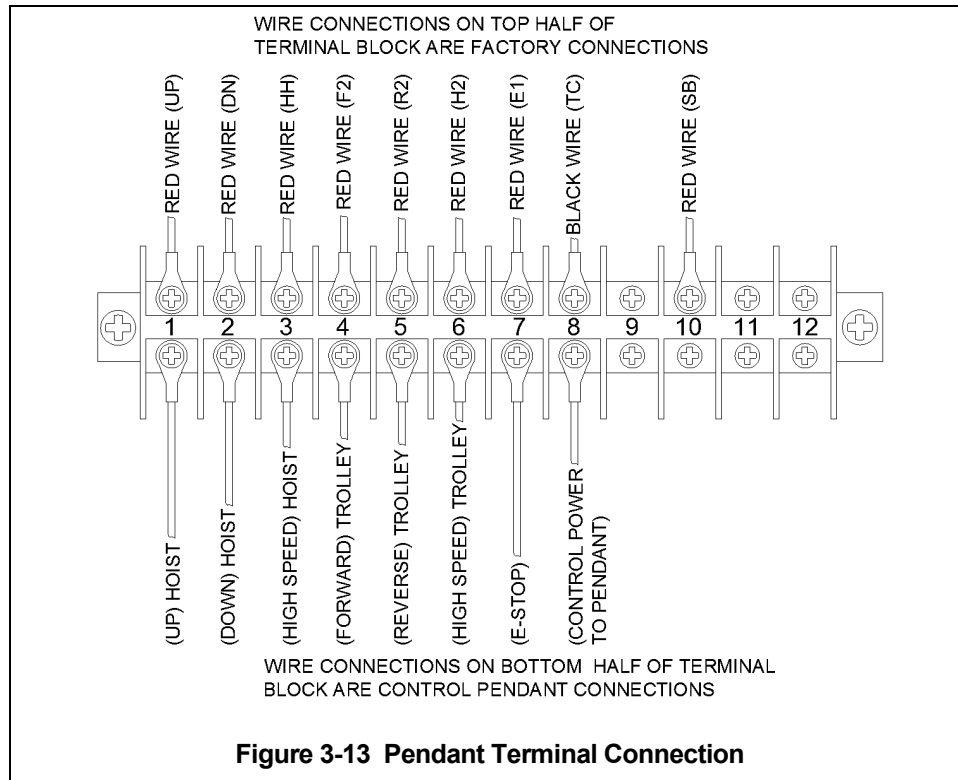 WIRE CONNECTIONS ON TOP HALF OF
TERMINAL BLOCK ARE FACTORY CONNECTIONS
RED WIRE (UP)
RED WIRE (DN)
RED WIRE (HH)
RED WIRE (F2)
RED WIRE (R2)
RED WIRE (H2)
RED WIRE (E1)
BLACK WIRE (TC)
RED WIRE (SB)
1 2 3 4 5 6 7 8 9 10 11 12
(UP) HOIST
(DOWN) HOIST
(HIGH SPEED) HOIST
(FORWARD) TROLLEY
(REVERSE) TROLLEY
(HIGH SPEED) TROLLEY
(E-STOP)
(CONTROL POWER
TO PENDANT)
WIRE CONNECTIONS ON BOTTOM HALF OF TERMINAL
BLOCK ARE CONTROL PENDANT CONNECTIONS
Figure 3-13 Pendant Terminal Connection